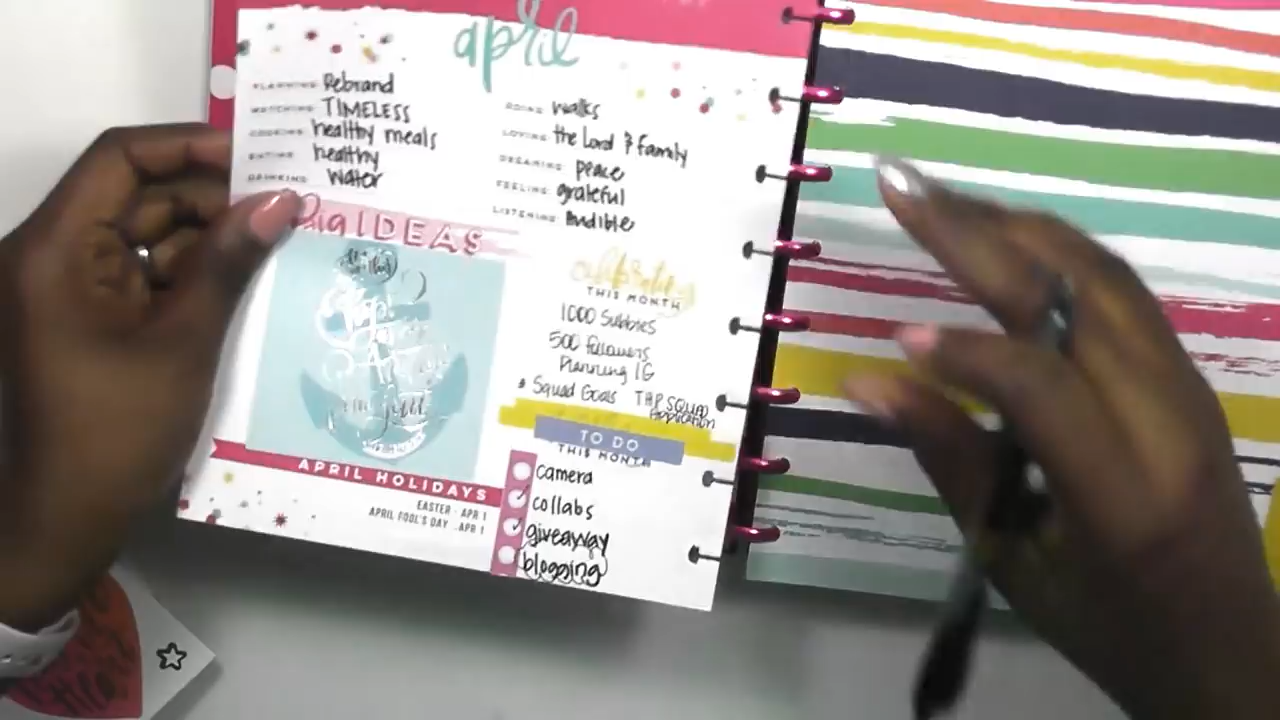 april
PLANNING: Rebrand
WATCHING: TIMELESS
COOKING: healthy meals
EATING: healthy
DRINKING: water
DOING: walks
LOVING: the Lord & family
DREAMING: peace
FEELING: grateful
LISTENING: Audible
Big IDEAS
THIS MONTH
1000 Subbies
500 followers
Planning IG
Squad Goals THP SQUAD
Application
TO DO
THIS MONTH
camera
collabs
giveaway
blogging
APRIL HOLIDAYS
EASTER - APR 1
APRIL FOOL'S DAY - APR 1